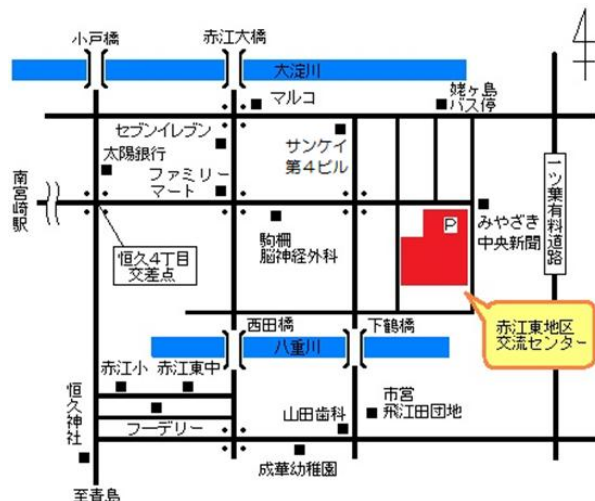 小戸橋
赤江大橋
大淀川
マルコ
姥ヶ島
バス停
セブンイレブン
太陽銀行
サンケイ
第4ビル
ファミリー
マート
南宮崎駅
恒久4丁目
交差点
駒柵
脳神経外科
P
みやざき
中央新聞
一ツ葉有料道路
赤江東地区
交流センター
西田橋
下鶴橋
八重川
赤江小
赤江東中
恒久神社
フーデリー
山田歯科
市営
飛江田団地
成華幼稚園
至青島